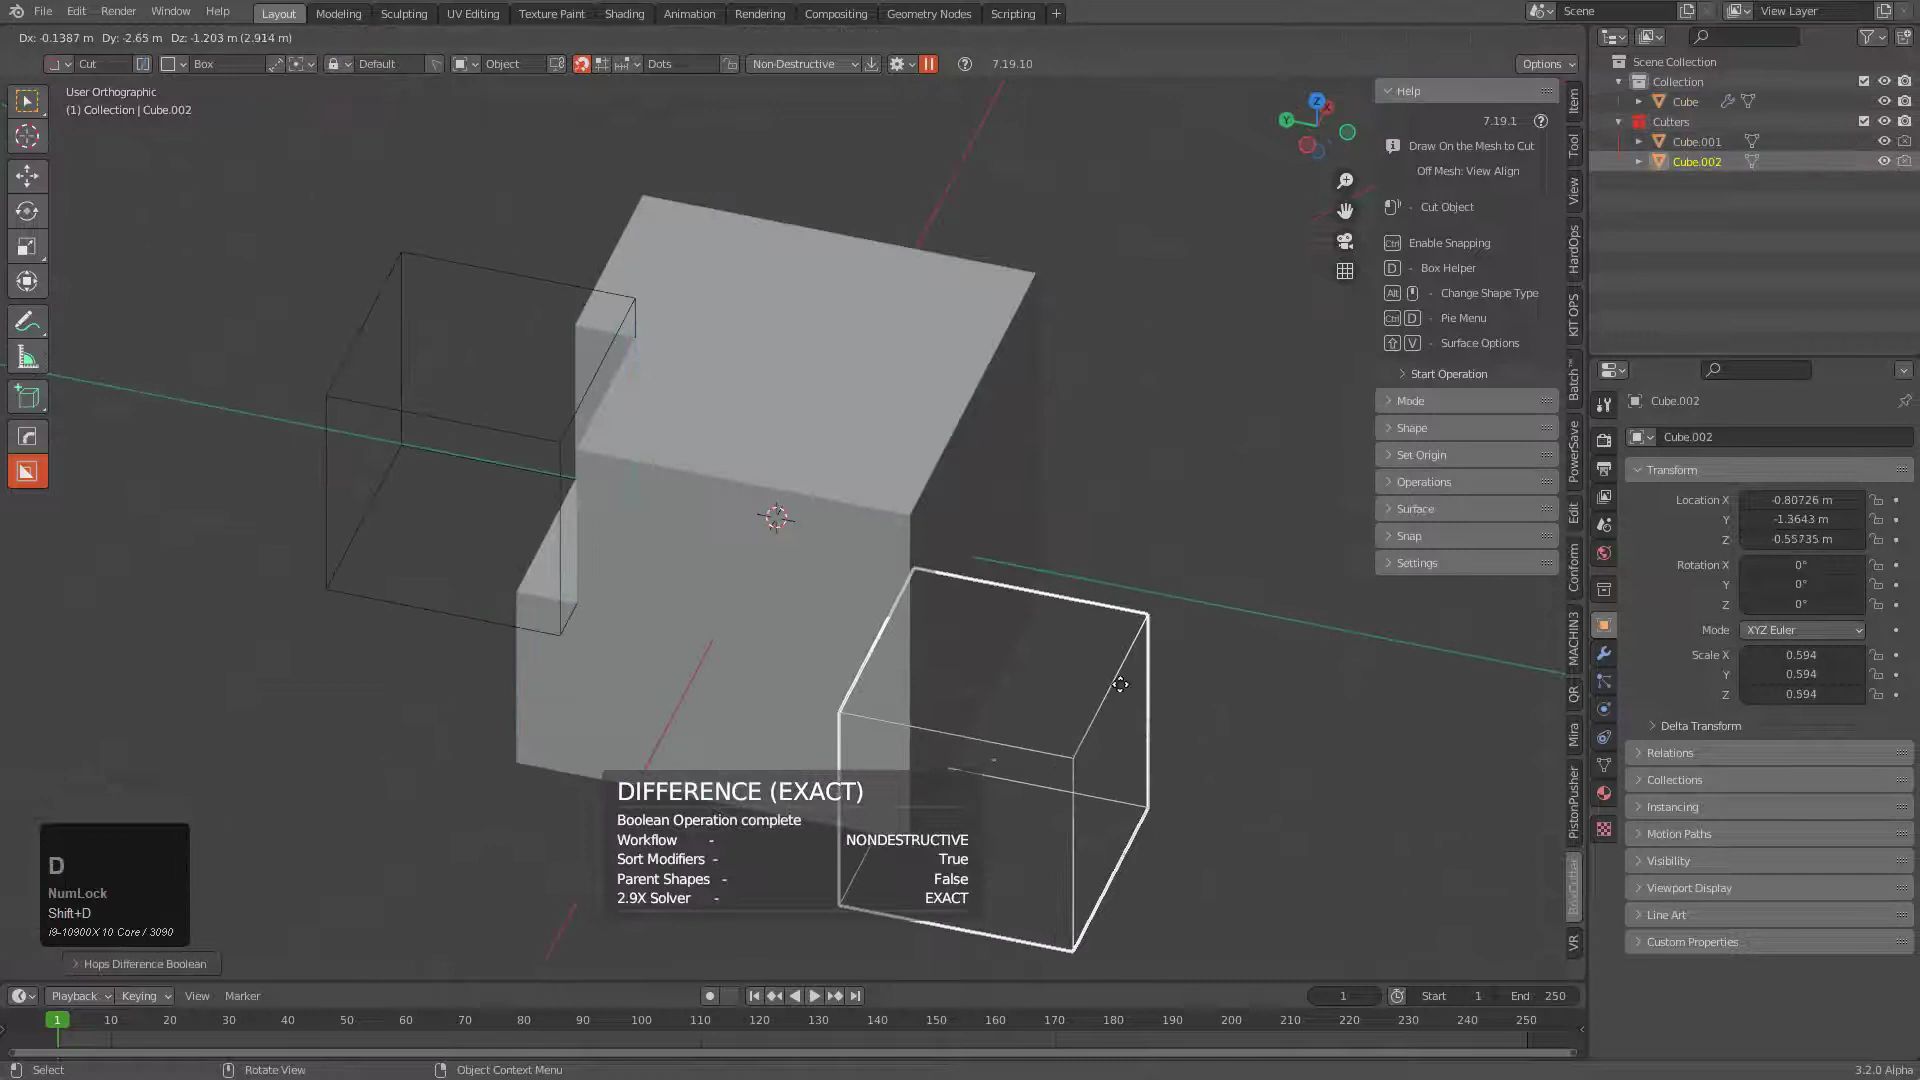 File Edit Render Window Help Layout Modeling Sculpting UV Editing Texture Paint Shading Animation Rendering Compositing Geometry Nodes Scripting + Scene View Layer
Dx: -0.1387 m Dy: -2.65 m Dz: -1.203 m (2.914 m)
Cut Box Default Object Dots Non-Destructive 7.19.10 Options
User Orthographic
(1) Collection | Cube.002
Z
Y
X
Help
7.19.1
Draw On the Mesh to Cut
Off Mesh: View Align
- Cut Object
Ctrl Enable Snapping
D - Box Helper
Alt - Change Shape Type
Ctrl D - Pie Menu
V - Surface Options
Start Operation
Mode
Shape
Set Origin
Operations
Surface
Snap
Settings
Item
Tool
View
HardOps
KIT OPS
Batch™
PowerSave
Edit
Conform
MACHIN3
QR
Mira
PistonPusher
BoxCutter
VR
Scene Collection
Collection
Cube
Cutters
Cube.001
Cube.002
Cube.002
Cube.002
Transform
Location X -0.80726 m
Y -1.3643 m
Z -0.55735 m
Rotation X 0°
Y 0°
Z 0°
Mode XYZ Euler
Scale X 0.594
Y 0.594
Z 0.594
Delta Transform
Relations
Collections
Instancing
Motion Paths
Visibility
Viewport Display
Line Art
Custom Properties
DIFFERENCE (EXACT)
Boolean Operation complete
Workflow - NONDESTRUCTIVE
Sort Modifiers - True
Parent Shapes - False
2.9X Solver - EXACT
D
NumLock
Shift+D
i9-10900X 10 Core / 3090
Hops Difference Boolean
Playback Keying View Marker 1 Start 1 End 250
1 10 20 30 40 50 60 70 80 90 100 110 120 130 140 150 160 170 180 190 200 210 220 230 240 250
Select Rotate View Object Context Menu 3.2.0 Alpha